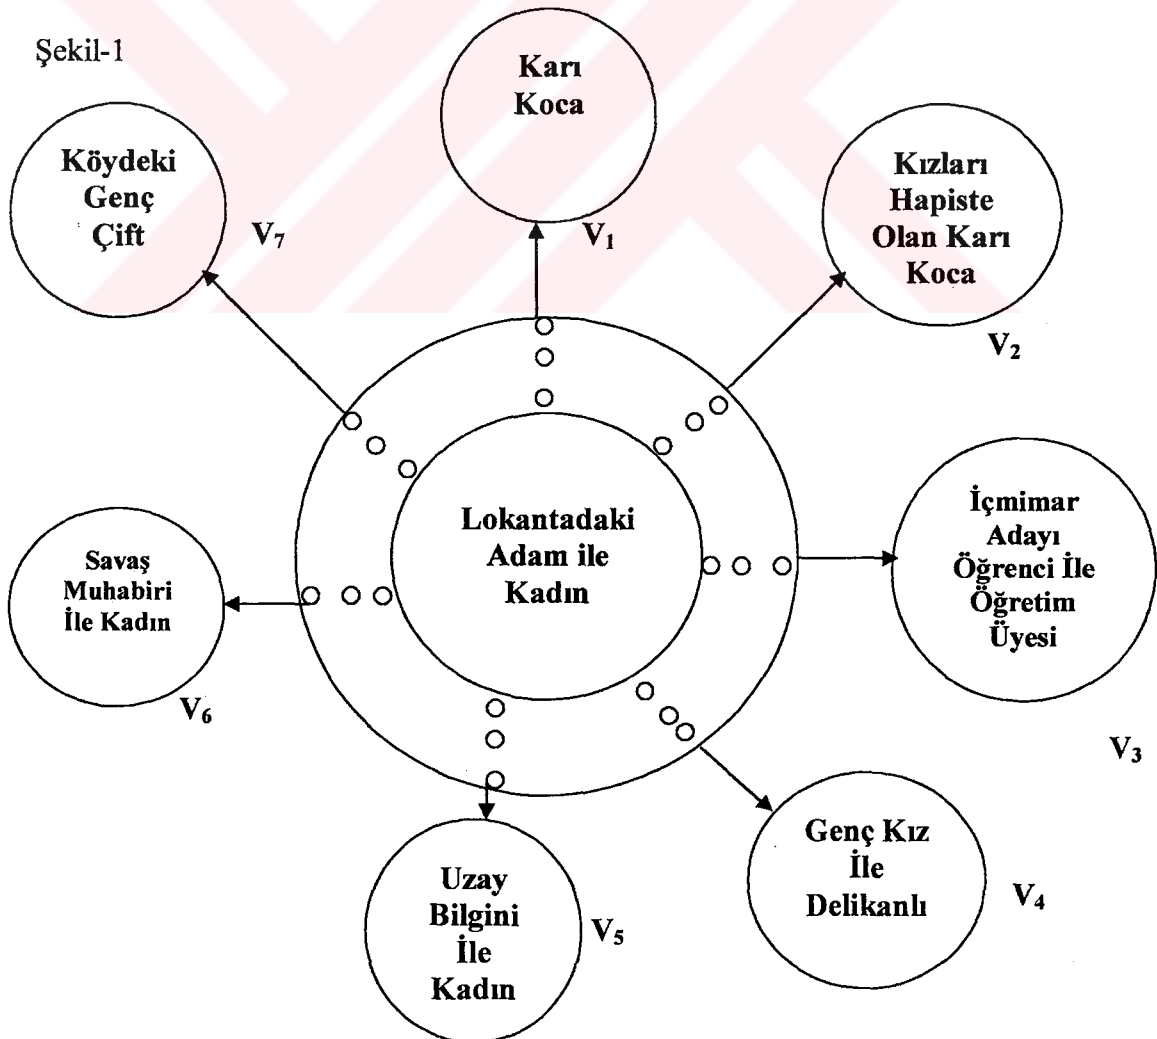 Şekil-1
Karı
Koca
V₁
Köydeki
Genç
Çift
V₇
Kızları
Hapiste
Olan Karı
Koca
V₂
Lokantadaki
Adam ile
Kadın
İçmimar
Adayı
Öğrenci İle
Öğretim
Üyesi
V₃
Savaş
Muhabiri
İle Kadın
V₆
Genç Kız
İle
Delikanlı
V₄
Uzay
Bilgini
İle
Kadın
V₅